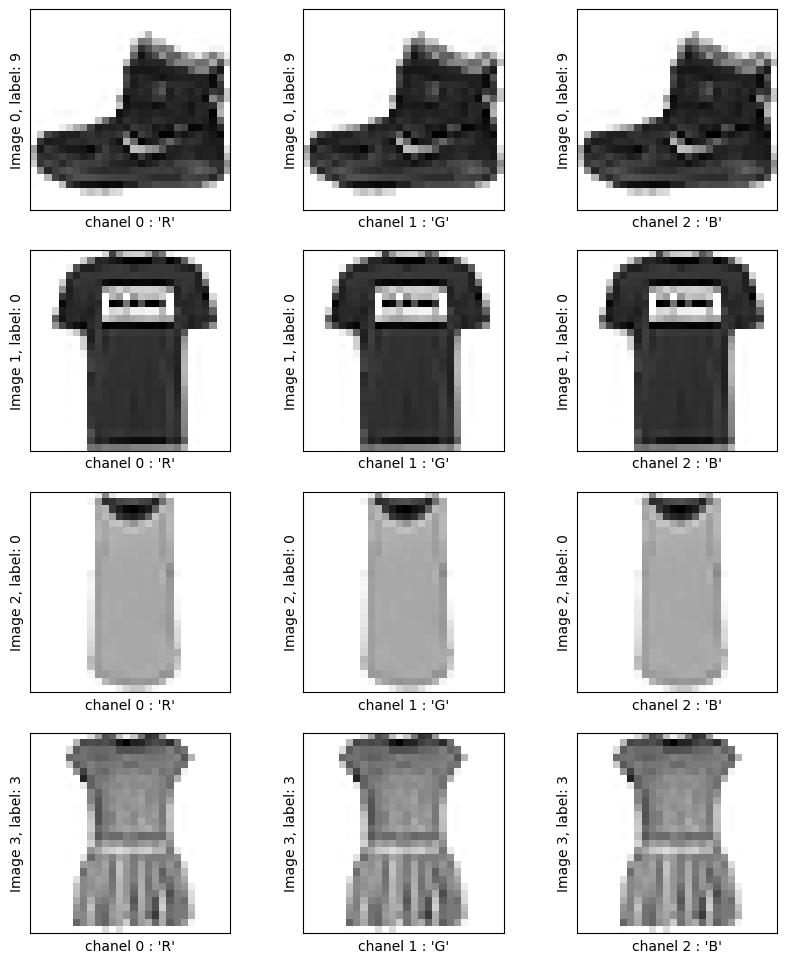 Image 0, label: 9
chanel 0 : 'R'
Image 0, label: 9
chanel 1 : 'G'
Image 0, label: 9
chanel 2 : 'B'
Image 1, label: 0
chanel 0 : 'R'
Image 1, label: 0
chanel 1 : 'G'
Image 1, label: 0
chanel 2 : 'B'
Image 2, label: 0
chanel 0 : 'R'
Image 2, label: 0
chanel 1 : 'G'
Image 2, label: 0
chanel 2 : 'B'
Image 3, label: 3
chanel 0 : 'R'
Image 3, label: 3
chanel 1 : 'G'
Image 3, label: 3
chanel 2 : 'B'